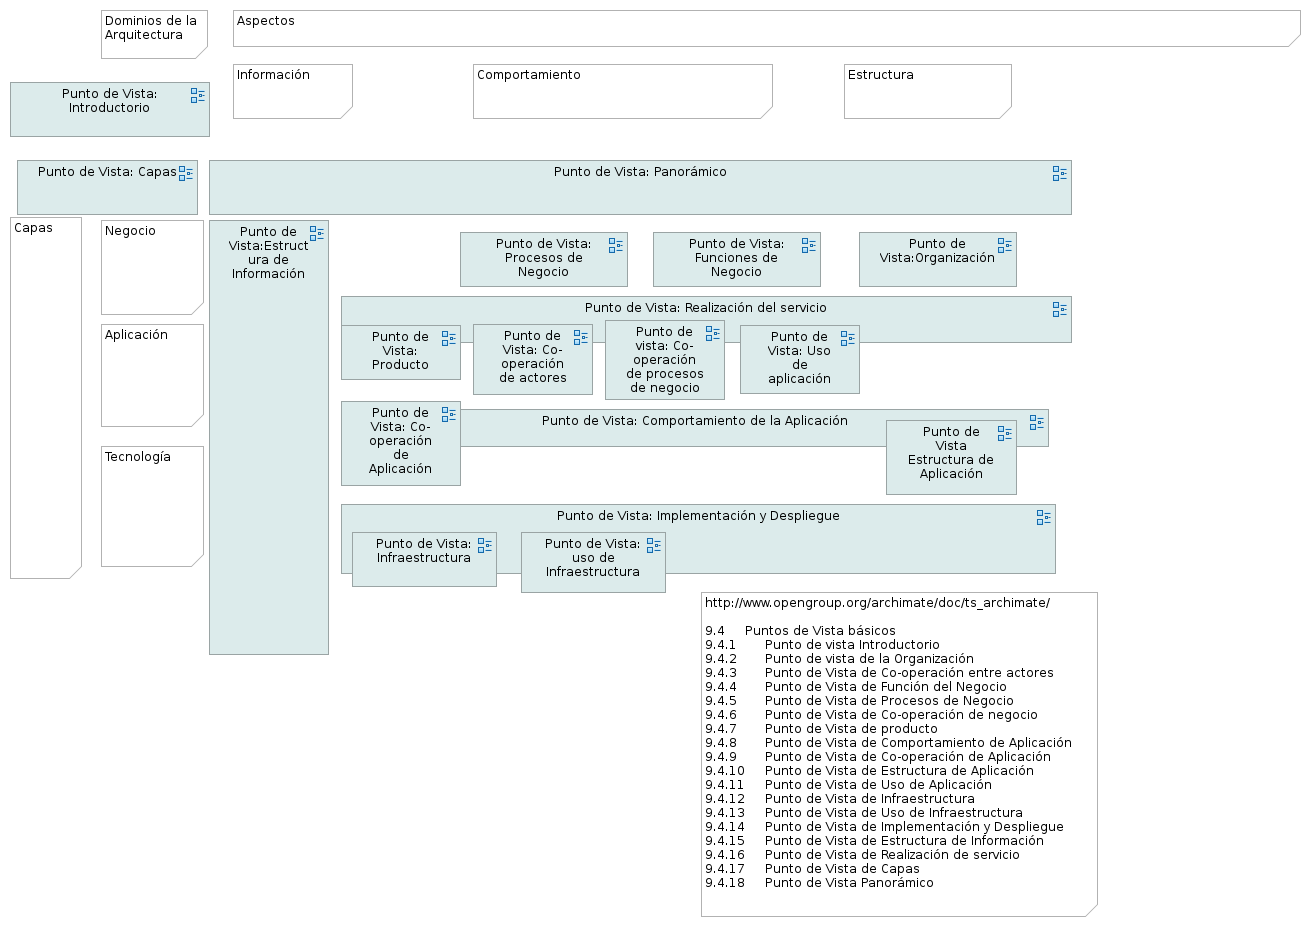 Dominios de la
Arquitectura
Aspectos
Información
Comportamiento
Estructura
Punto de Vista:
Introductorio
Punto de Vista: Capas
Punto de Vista: Panorámico
Capas
Negocio
Punto de
Vista:Estruct
ura de
Información
Punto de Vista:
Procesos de
Negocio
Punto de Vista:
Funciones de
Negocio
Punto de
Vista:Organización
Punto de Vista: Realización del servicio
Aplicación
Punto de
Vista:
Producto
Punto de
Vista: Co-
operación
de actores
Punto de
vista: Co-
operación
de procesos
de negocio
Punto de
Vista: Uso
de
aplicación
Punto de
Vista: Co-
operación
de
Aplicación
Punto de Vista: Comportamiento de la Aplicación
Punto de
Vista
Estructura de
Aplicación
Tecnología
Punto de Vista: Implementación y Despliegue
Punto de Vista:
Infraestructura
Punto de Vista:
uso de
Infraestructura
http://www.opengroup.org/archimate/doc/ts_archimate/
9.4 Puntos de Vista básicos
9.4.1 Punto de vista Introductorio
9.4.2 Punto de vista de la Organización
9.4.3 Punto de Vista de Co-operación entre actores
9.4.4 Punto de Vista de Función del Negocio
9.4.5 Punto de Vista de Procesos de Negocio
9.4.6 Punto de Vista de Co-operación de negocio
9.4.7 Punto de Vista de producto
9.4.8 Punto de Vista de Comportamiento de Aplicación
9.4.9 Punto de Vista de Co-operación de Aplicación
9.4.10 Punto de Vista de Estructura de Aplicación
9.4.11 Punto de Vista de Uso de Aplicación
9.4.12 Punto de Vista de Infraestructura
9.4.13 Punto de Vista de Uso de Infraestructura
9.4.14 Punto de Vista de Implementación y Despliegue
9.4.15 Punto de Vista de Estructura de Información
9.4.16 Punto de Vista de Realización de servicio
9.4.17 Punto de Vista de Capas
9.4.18 Punto de Vista Panorámico